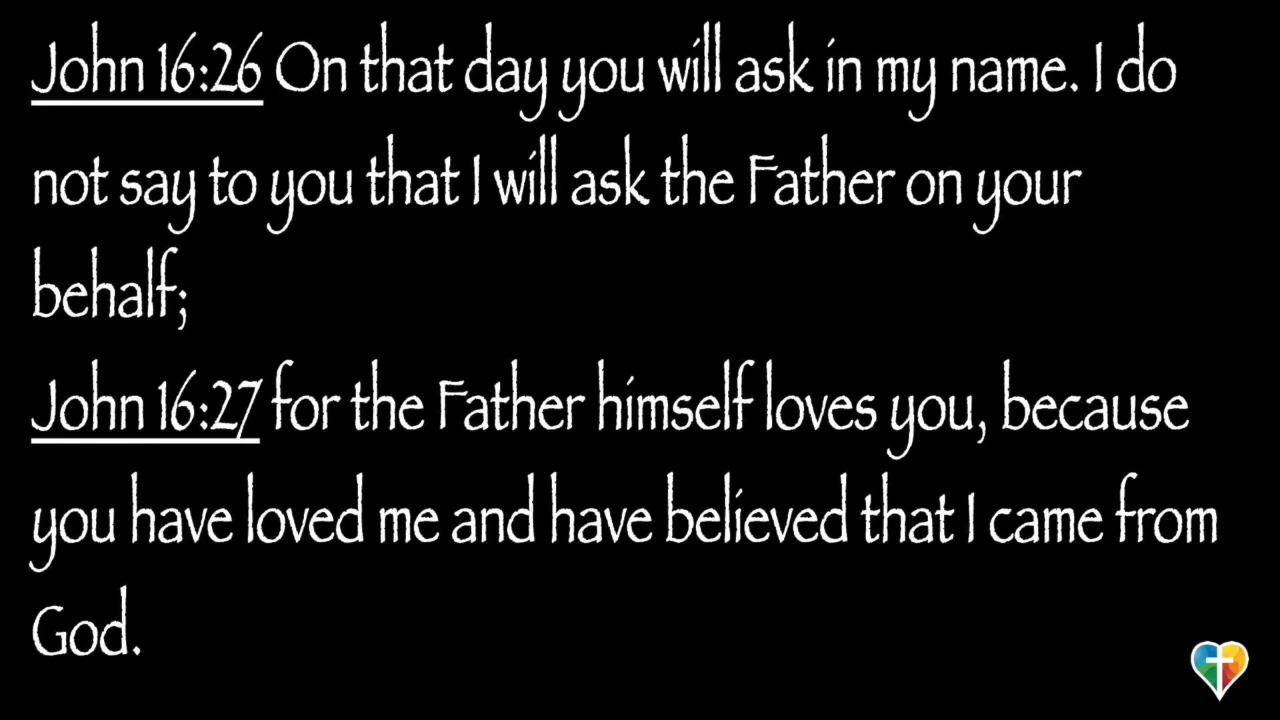 John 16:26 On that day you will ask in my name. I do
not say to you that I will ask the Father on your
behalf;
John 16:27 for the Father himself loves you, because
you have loved me and have believed that I came from
God.